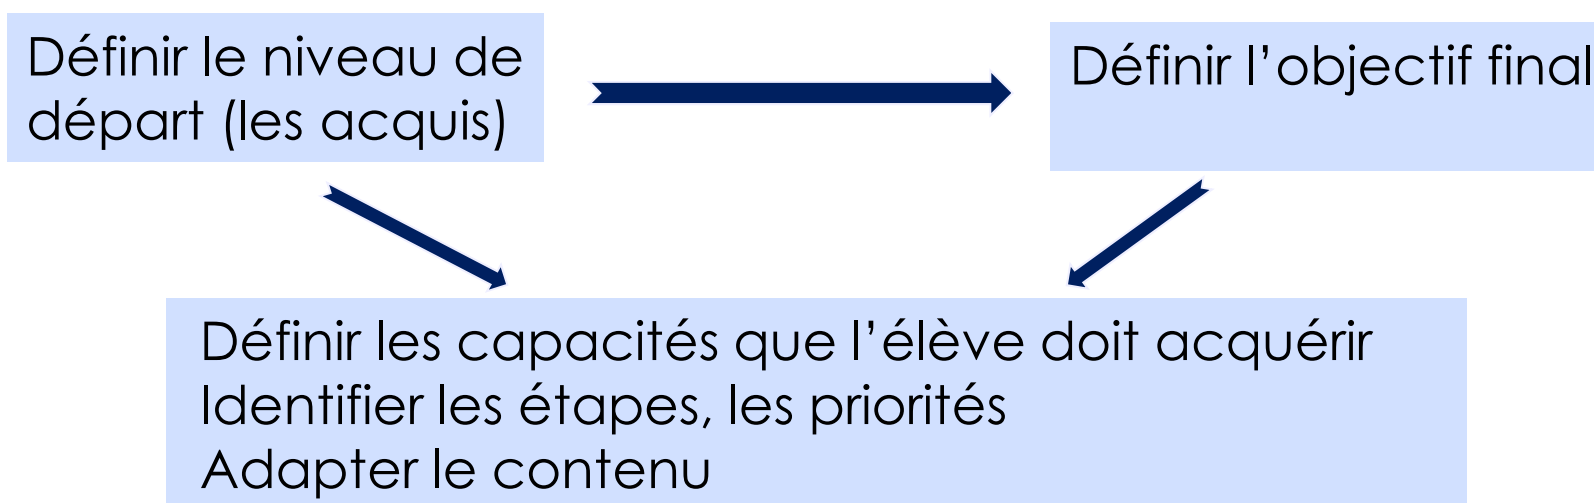 Définir le niveau de
départ (les acquis)
Définir l’objectif final
Définir les capacités que l’élève doit acquérir
Identifier les étapes, les priorités
Adapter le contenu